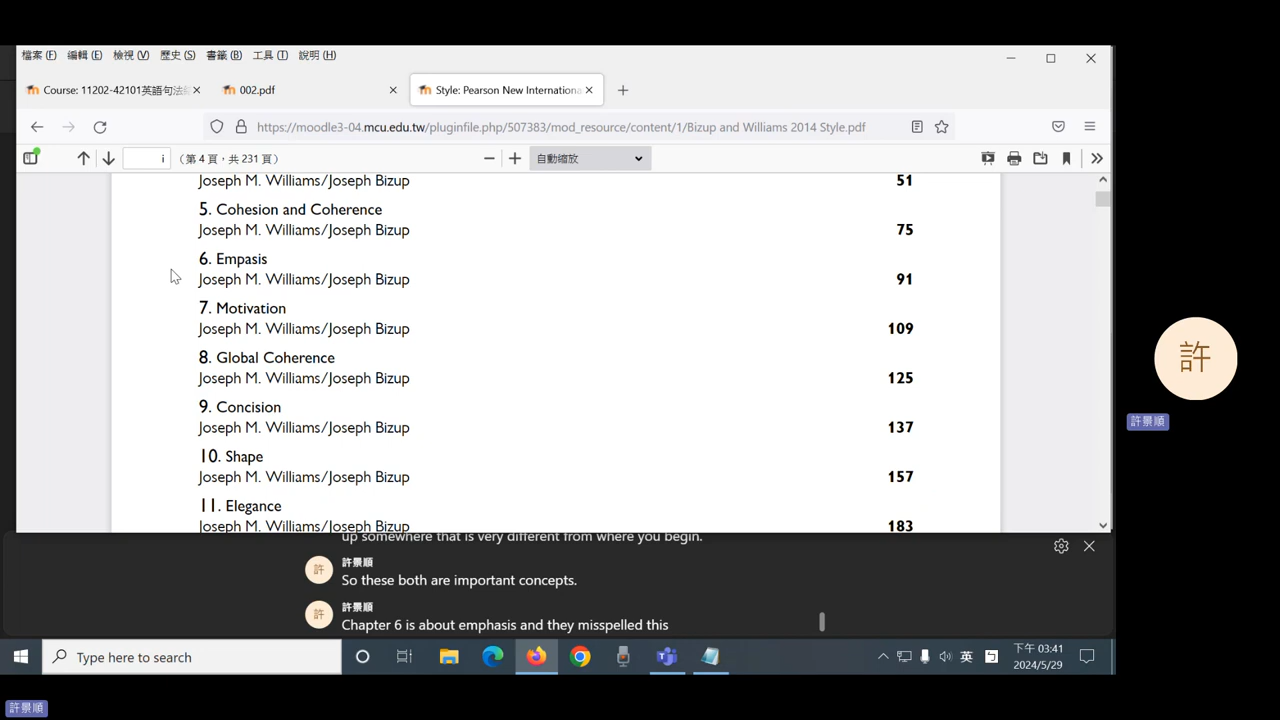 檔案 (F) 編輯 (E) 檢視 (V) 歷史 (S) 書籤 (B) 工具 (T) 說明 (H)
Course: 11202-42101英語句法
002.pdf
Style: Pearson New Internationa
https://moodle3-04.mcu.edu.tw/pluginfile.php/507383/mod_resource/content/1/Bizup and Williams 2014 Style.pdf
i (第 4 頁，共 231 頁) 自動縮放
Joseph M. Williams/Joseph Bizup 51
5. Cohesion and Coherence
Joseph M. Williams/Joseph Bizup 75
6. Empasis
Joseph M. Williams/Joseph Bizup 91
7. Motivation
Joseph M. Williams/Joseph Bizup 109
8. Global Coherence
Joseph M. Williams/Joseph Bizup 125
9. Concision
Joseph M. Williams/Joseph Bizup 137
10. Shape
Joseph M. Williams/Joseph Bizup 157
11. Elegance
Joseph M. Williams/Joseph Bizup 183
up somewhere that is very different from where you begin.
許景順
許 So these both are important concepts.
許景順
許 Chapter 6 is about emphasis and they misspelled this
許
許景順
Type here to search
英
下午 03:41
2024/5/29
許景順